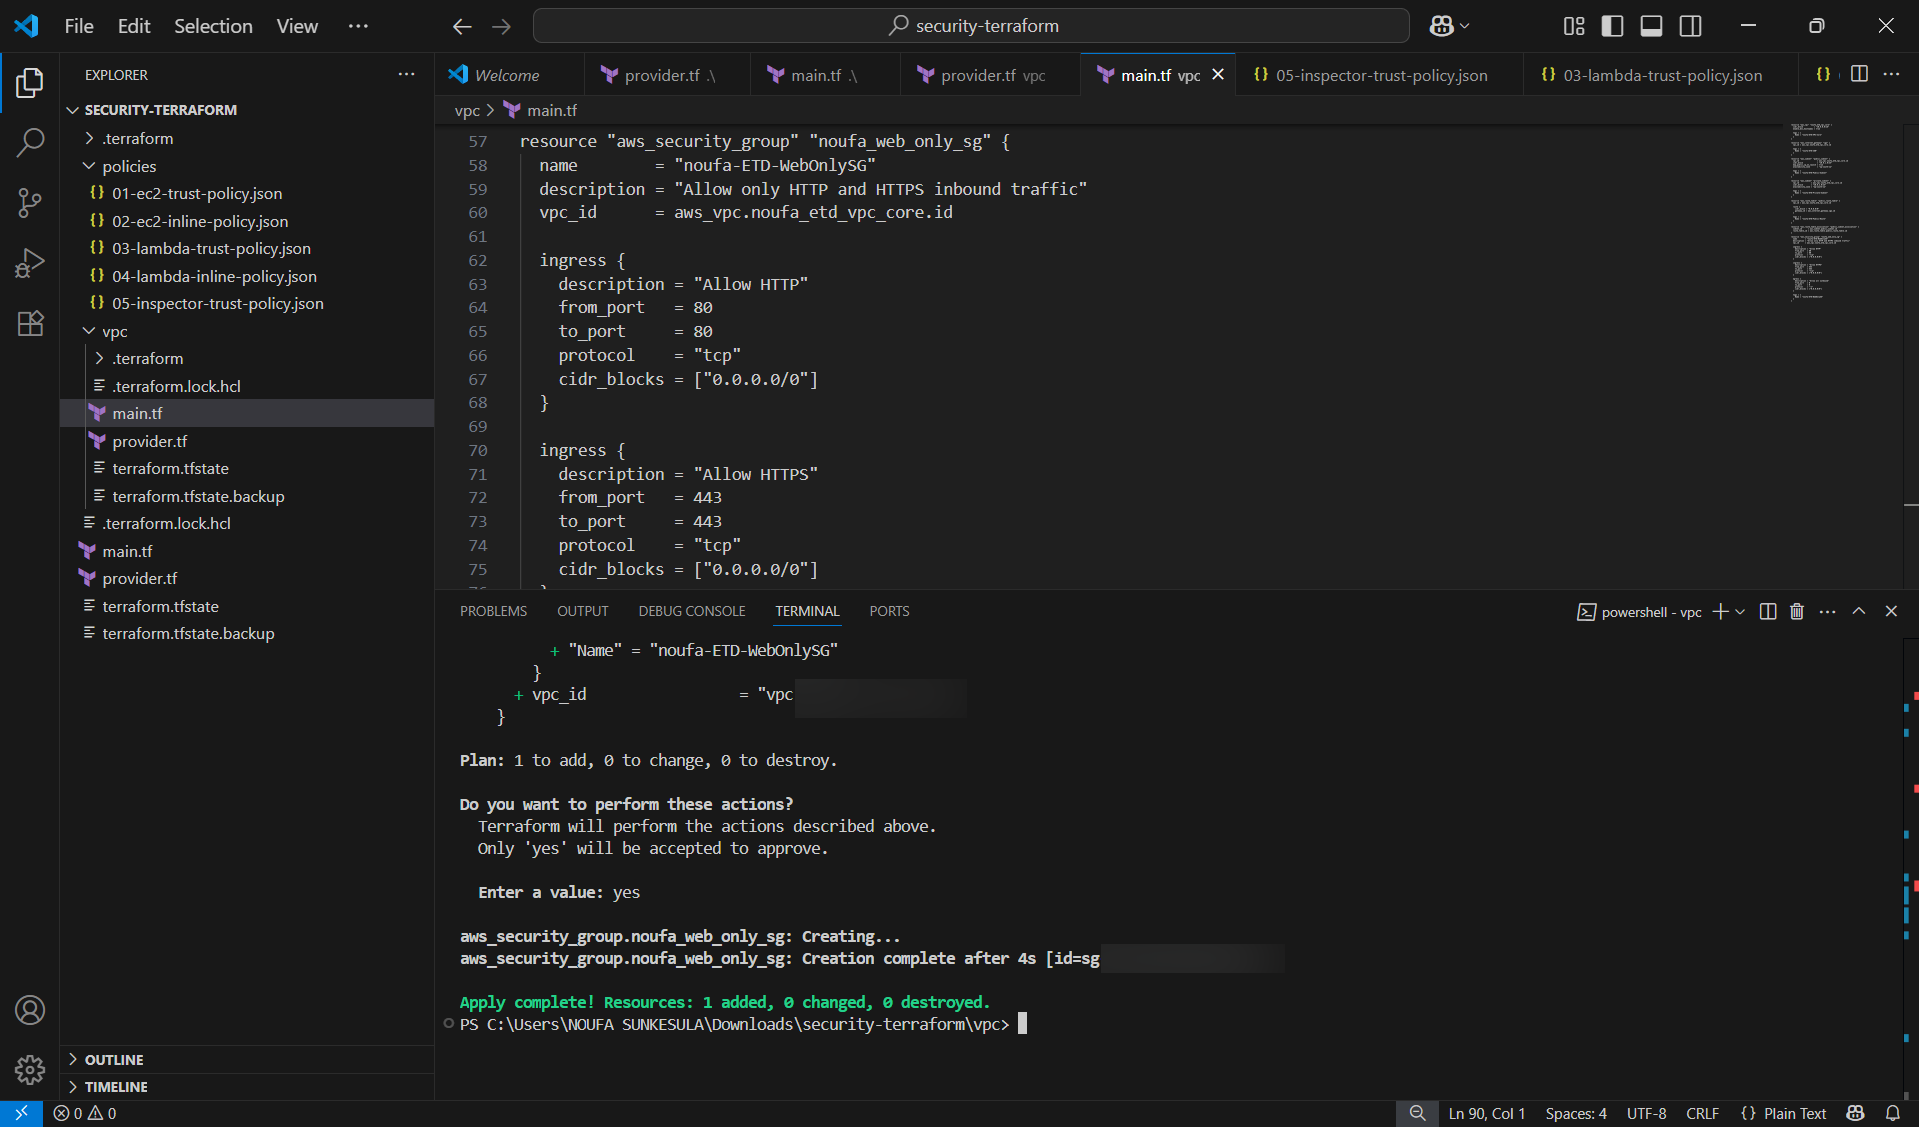 File Edit Selection View ···
security-terraform
EXPLORER ···
SECURITY-TERRAFORM
.terraform
policies
{} 01-ec2-trust-policy.json
{} 02-ec2-inline-policy.json
{} 03-lambda-trust-policy.json
{} 04-lambda-inline-policy.json
{} 05-inspector-trust-policy.json
vpc
.terraform
.terraform.lock.hcl
main.tf
provider.tf
terraform.tfstate
terraform.tfstate.backup
.terraform.lock.hcl
main.tf
provider.tf
terraform.tfstate
terraform.tfstate.backup
OUTLINE
TIMELINE
Welcome provider.tf .\ main.tf .\ provider.tf vpc main.tf vpc {} 05-inspector-trust-policy.json {} 03-lambda-trust-policy.json {} ···
vpc > main.tf
57 resource "aws_security_group" "noufa_web_only_sg" {
58 name = "noufa-ETD-WebOnlySG"
59 description = "Allow only HTTP and HTTPS inbound traffic"
60 vpc_id = aws_vpc.noufa_etd_vpc_core.id
61
62 ingress {
63 description = "Allow HTTP"
64 from_port = 80
65 to_port = 80
66 protocol = "tcp"
67 cidr_blocks = ["0.0.0.0/0"]
68 }
69
70 ingress {
71 description = "Allow HTTPS"
72 from_port = 443
73 to_port = 443
74 protocol = "tcp"
75 cidr_blocks = ["0.0.0.0/0"]
PROBLEMS OUTPUT DEBUG CONSOLE TERMINAL PORTS
powershell - vpc
+ "Name" = "noufa-ETD-WebOnlySG"
}
+ vpc_id = "vpc
}
Plan: 1 to add, 0 to change, 0 to destroy.
Do you want to perform these actions?
Terraform will perform the actions described above.
Only 'yes' will be accepted to approve.
Enter a value: yes
aws_security_group.noufa_web_only_sg: Creating...
aws_security_group.noufa_web_only_sg: Creation complete after 4s [id=sg
Apply complete! Resources: 1 added, 0 changed, 0 destroyed.
PS C:\Users\NOUFA SUNKESULA\Downloads\security-terraform\vpc>
0 0
Ln 90, Col 1 Spaces: 4 UTF-8 CRLF {} Plain Text